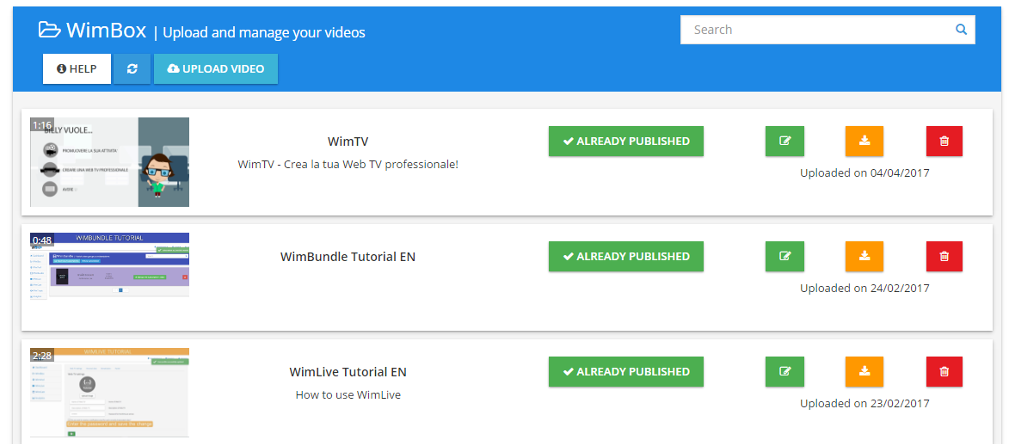 WimBox | Upload and manage your videos
Search
HELP
UPLOAD VIDEO
1:16
BILLY VUOLE...
PROMUOVERE LA SUA ATTIVITÀ
CREARE UNA WEB TV PROFESSIONALE
WimTV
WimTV - Crea la tua Web TV professionale!
ALREADY PUBLISHED
Uploaded on 04/04/2017
0:48
WIMBUNDLE TUTORIAL
WimBundle Tutorial EN
ALREADY PUBLISHED
Uploaded on 24/02/2017
2:28
WIMLIVE TUTORIAL
WimLive Tutorial EN
How to use WimLive
ALREADY PUBLISHED
Uploaded on 23/02/2017